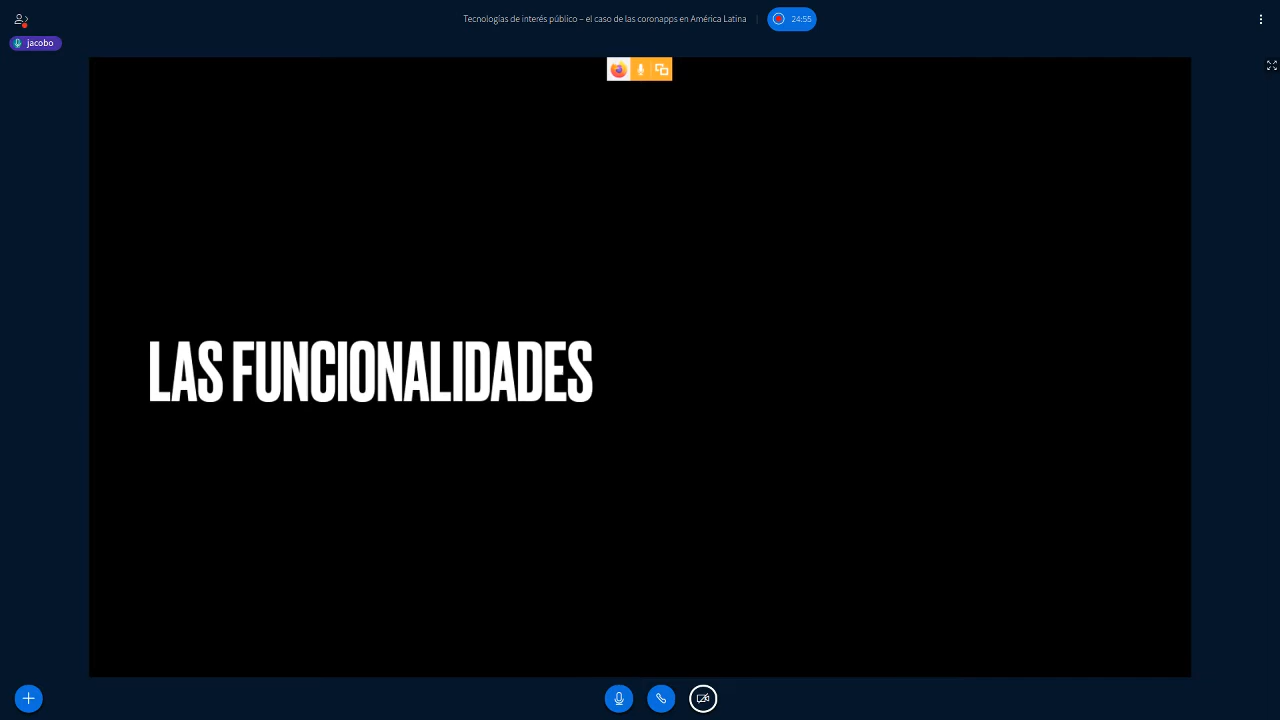 Tecnologías de interés público – el caso de las coronapps en América Latina
24:55
jacobo
LAS FUNCIONALIDADES